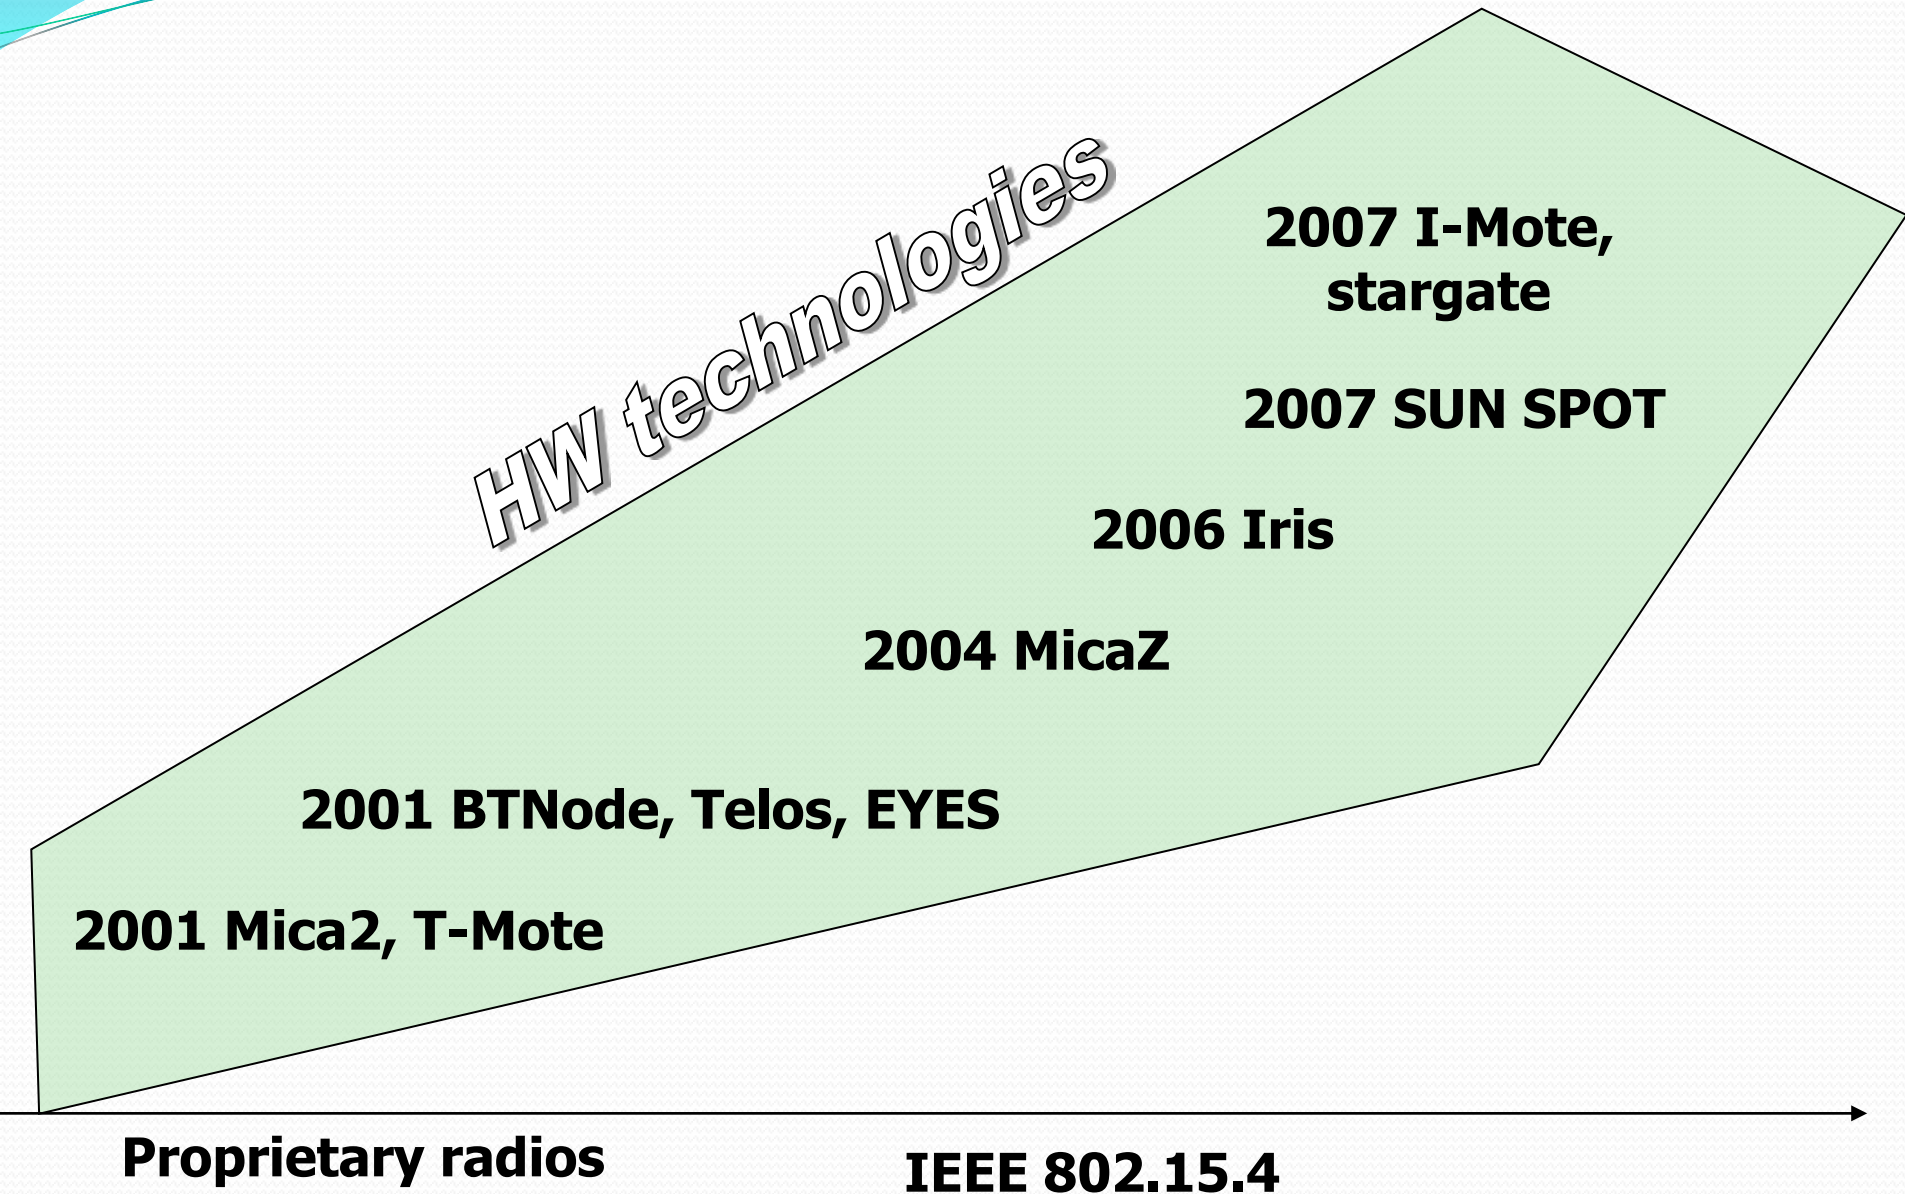 HW technologies
2007 I-Mote,
stargate
2007 SUN SPOT
2006 Iris
2004 MicaZ
2001 BTNode, Telos, EYES
2001 Mica2, T-Mote
Proprietary radios
IEEE 802.15.4